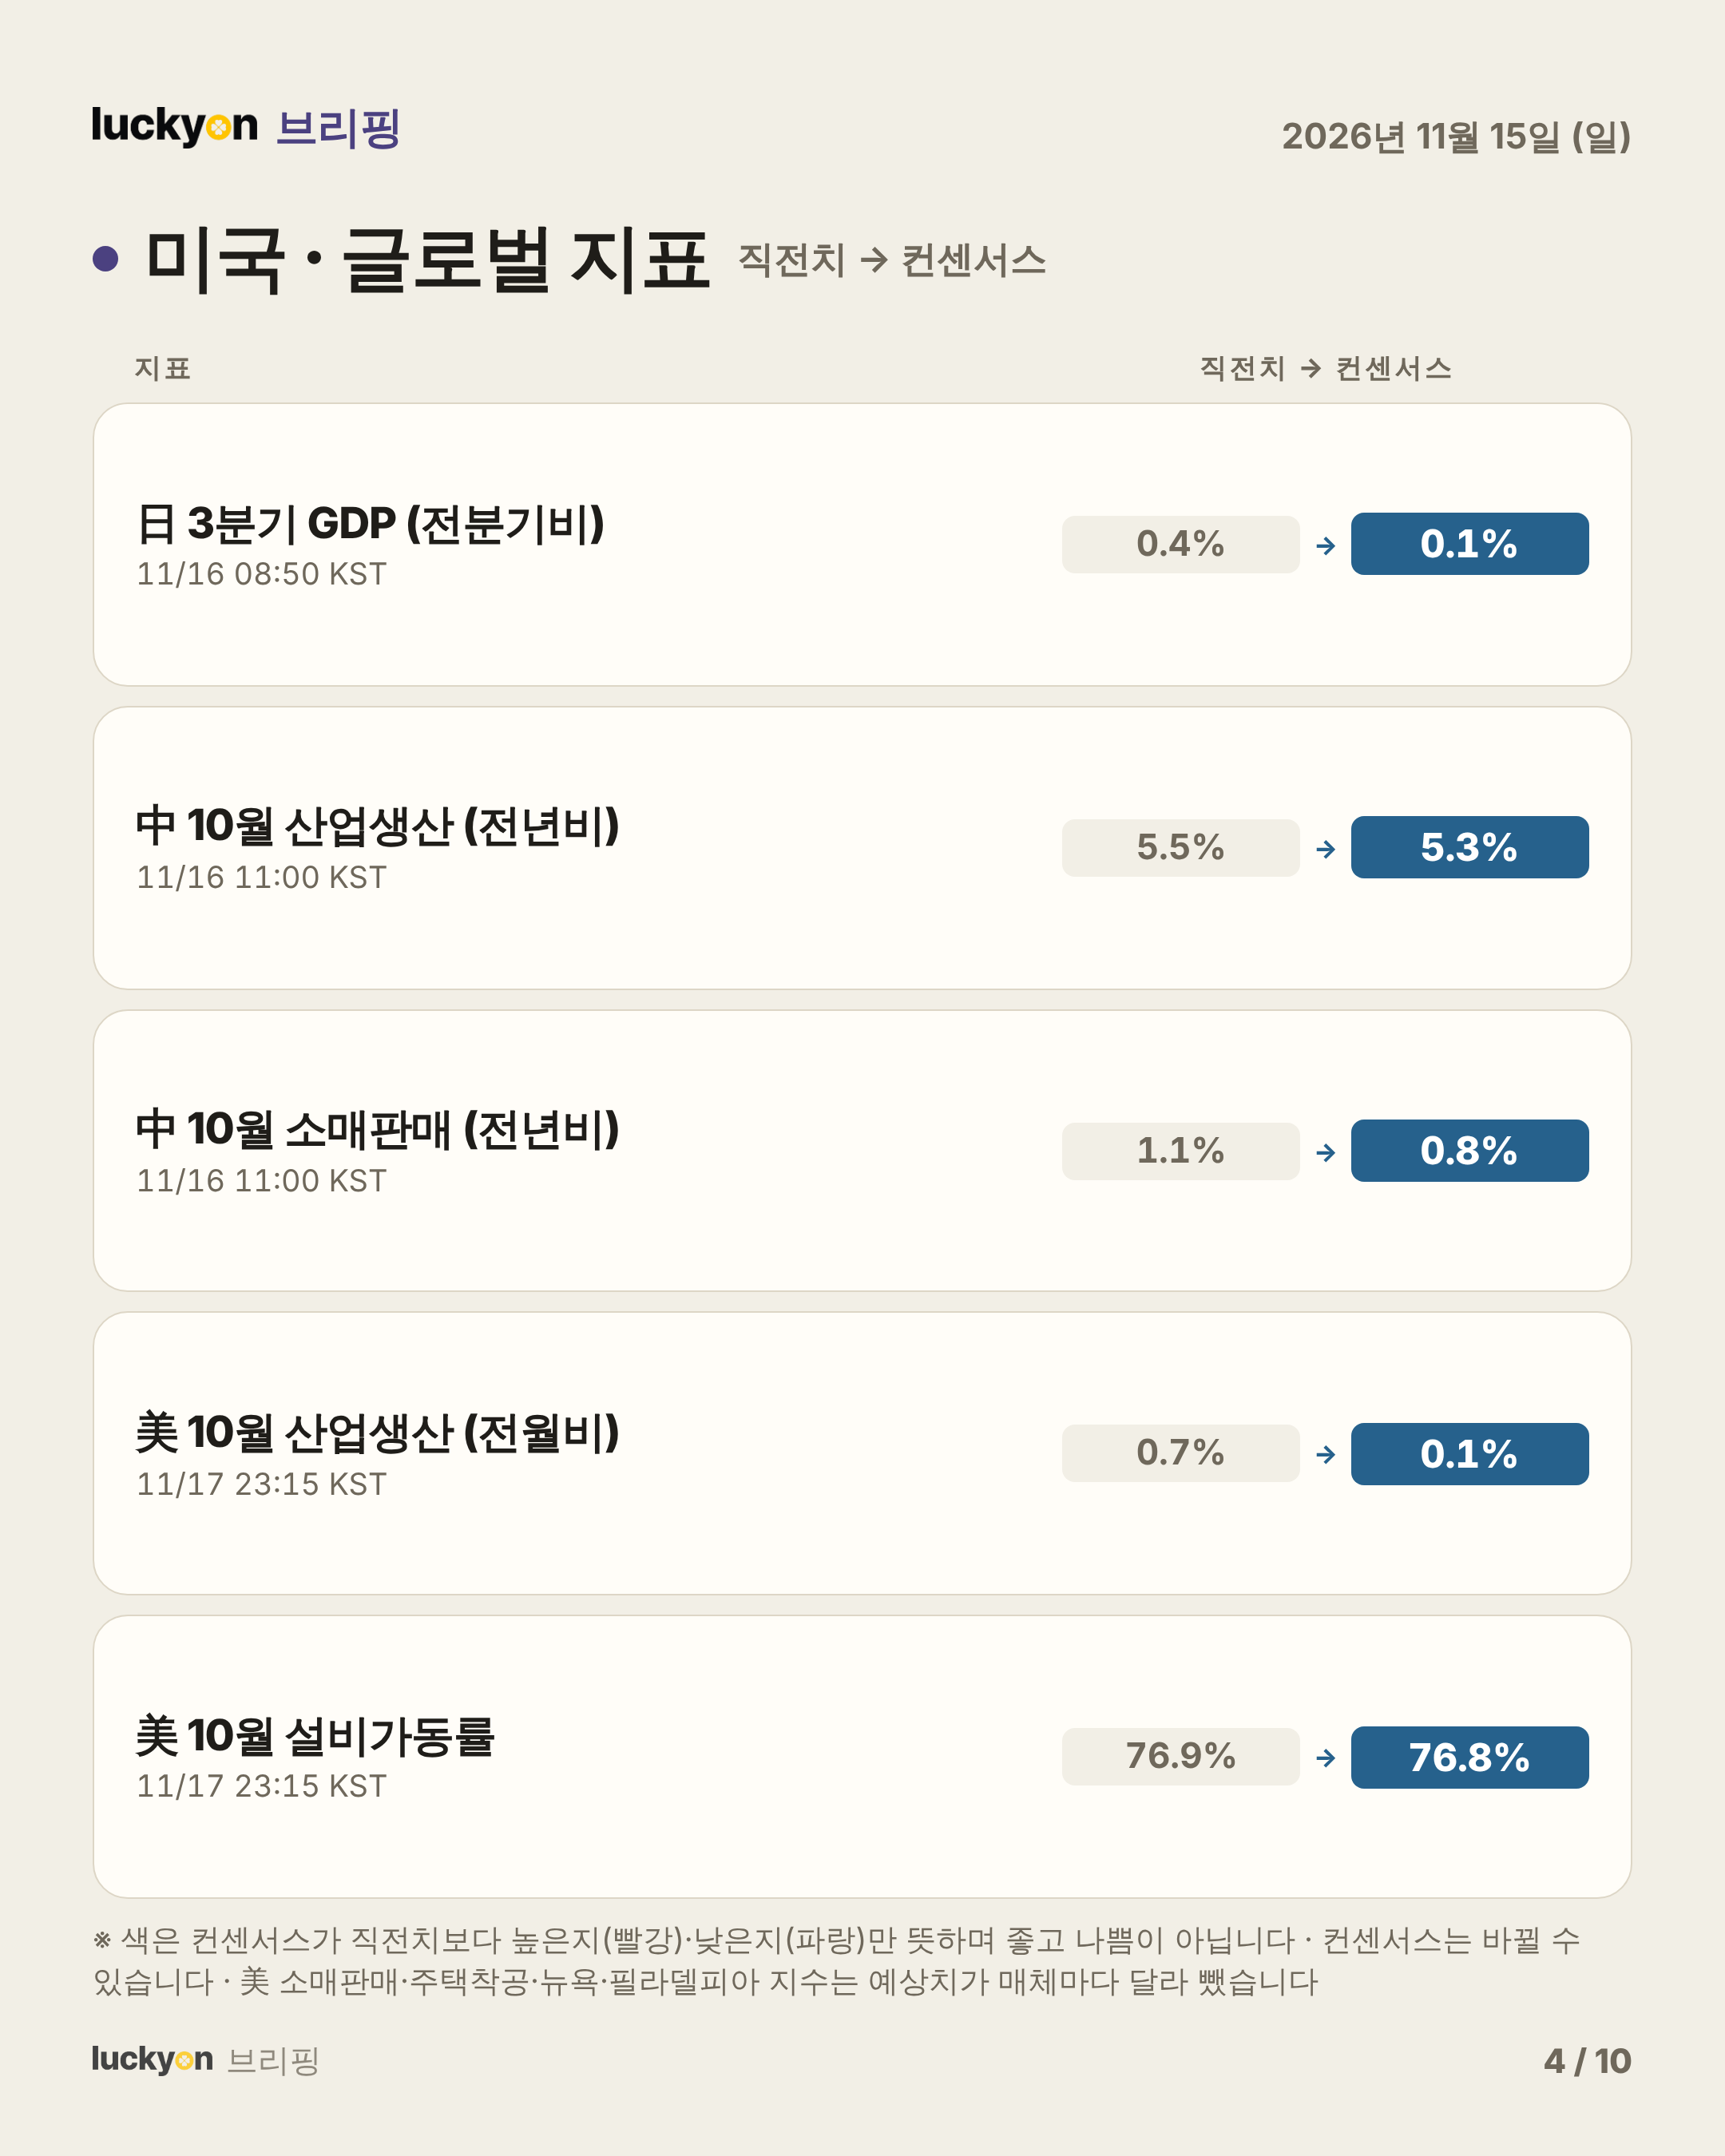 luckyon 브리핑
2026년 11월 15일 (일)
• 미국 · 글로벌 지표 직전치 → 컨센서스
지표 직전치 → 컨센서스
日 3분기 GDP (전분기비)
11/16 08:50 KST
0.4% → 0.1%
中 10월 산업생산 (전년비)
11/16 11:00 KST
5.5% → 5.3%
中 10월 소매판매 (전년비)
11/16 11:00 KST
1.1% → 0.8%
美 10월 산업생산 (전월비)
11/17 23:15 KST
0.7% → 0.1%
美 10월 설비가동률
11/17 23:15 KST
76.9% → 76.8%
※ 색은 컨센서스가 직전치보다 높은지(빨강)·낮은지(파랑)만 뜻하며 좋고 나쁨이 아닙니다 · 컨센서스는 바뀔 수
있습니다 · 美 소매판매·주택착공·뉴욕·필라델피아 지수는 예상치가 매체마다 달라 뺐습니다
luckyon 브리핑
4 / 10